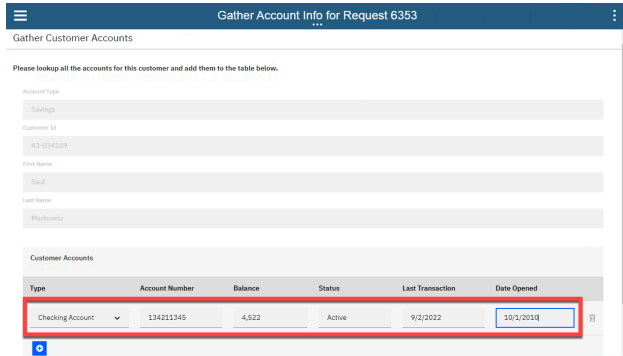 Gather Account Info for Request 6353
Gather Customer Accounts
Please lookup all the accounts for this customer and add them to the table below.
Account Type
Savings
Customer Id
43-034189
First Name
Saul
Last Name
Markowitz
Customer Accounts
Type Account Number Balance Status Last Transaction Date Opened
Checking Account 134211345 4,522 Active 9/2/2022 10/1/2010